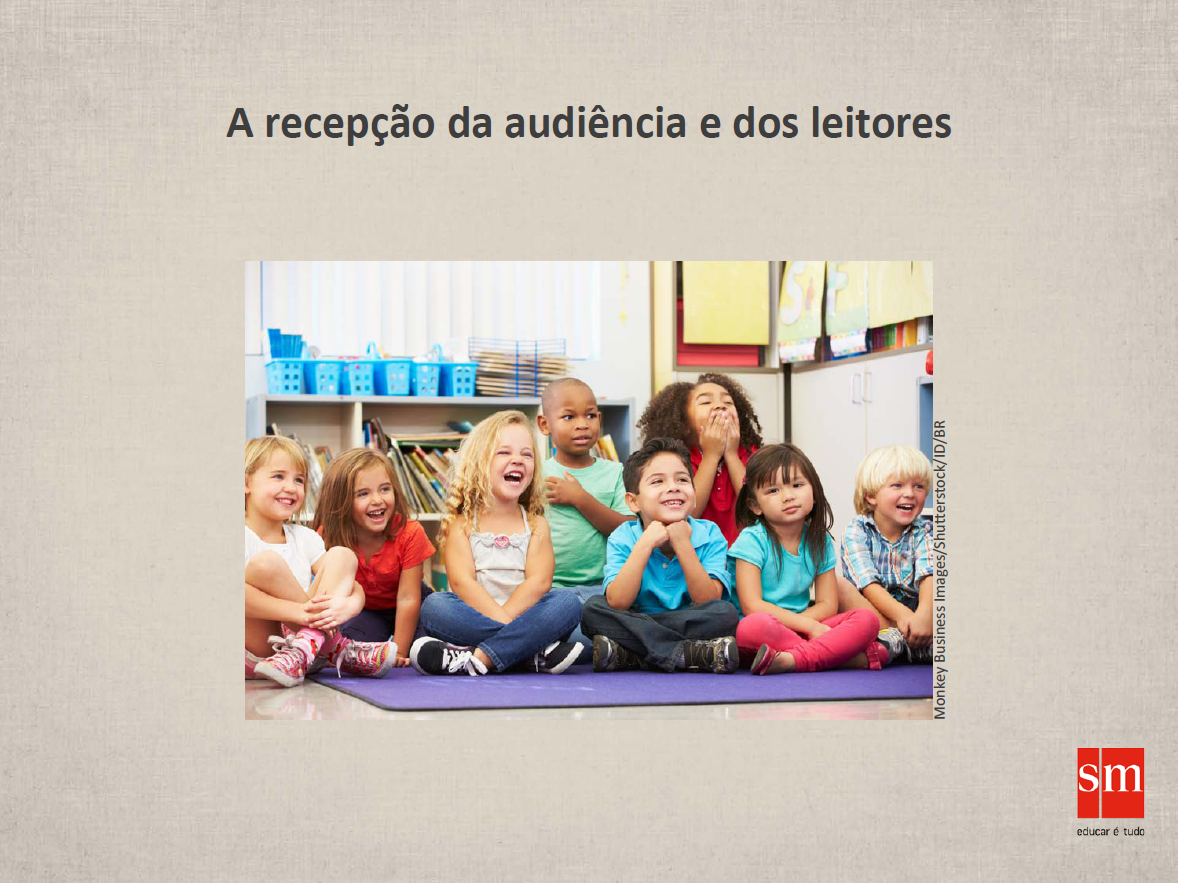 A recepção da audiência e dos leitores
Monkey Business Images/Shutterstock/ID/BR
sm
educar é tudo